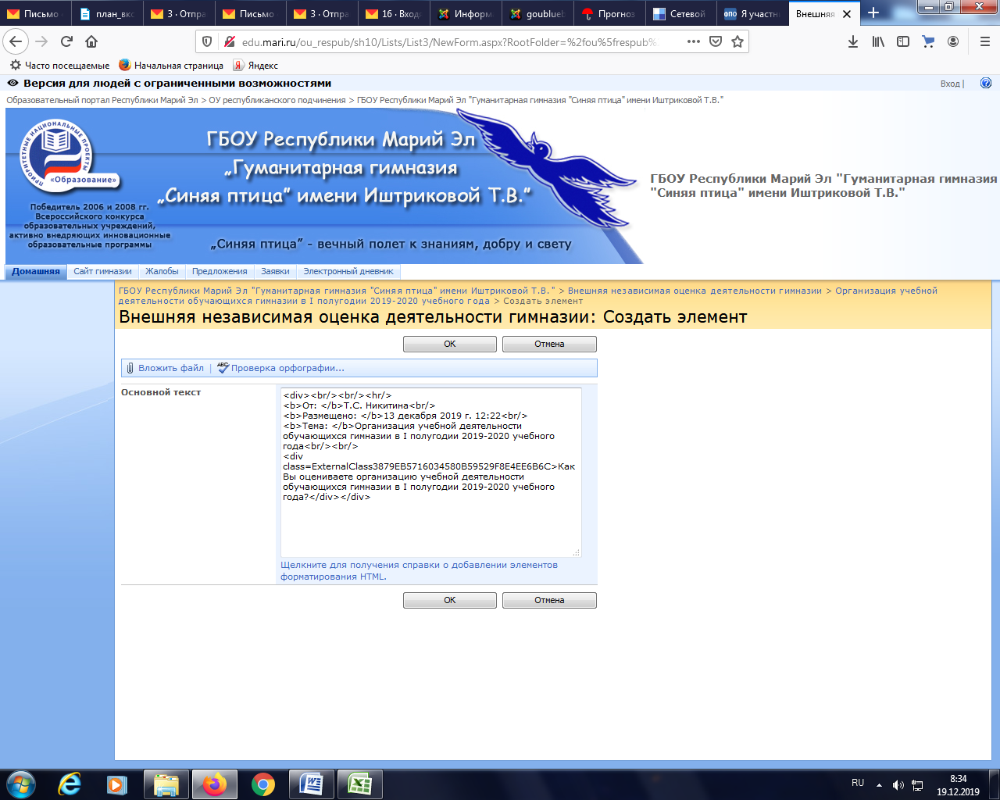 Письмо
план_вкс
3 · Отпра
Письмо
3 · Отпра
16 · Вход
Информ
goublueb
Прогноз
Сетевой
Я участн
Внешняя
edu.mari.ru/ou_respub/sh10/Lists/List3/NewForm.aspx?RootFolder=%2fou%5frespub%
Часто посещаемые
Начальная страница
Яндекс
Версия для людей с ограниченными возможностями
Вход |
Образовательный портал Республики Марий Эл > ОУ республиканского подчинения > ГБОУ Республики Марий Эл "Гуманитарная гимназия "Синяя птица" имени Иштриковой Т.В."
ПРИОРИТЕТНЫЕ НАЦИОНАЛЬНЫЕ ПРОЕКТЫ
«Образование»
Победитель 2006 и 2008 гг.
Всероссийского конкурса
образовательных учреждений,
активно внедряющих инновационные
образовательные программы
ГБОУ Республики Марий Эл
„Гуманитарная гимназия
„Синяя птица” имени Иштриковой Т.В.”
„Синяя птица” - вечный полет к знаниям, добру и свету
ГБОУ Республики Марий Эл "Гуманитарная гимназия
"Синяя птица" имени Иштриковой Т.В."
Домашняя
Сайт гимназии
Жалобы
Предложения
Заявки
Электронный дневник
ГБОУ Республики Марий Эл "Гуманитарная гимназия "Синяя птица" имени Иштриковой Т.В." > Внешняя независимая оценка деятельности гимназии > Организация учебной
деятельности обучающихся гимназии в I полугодии 2019-2020 учебного года > Создать элемент
Внешняя независимая оценка деятельности гимназии: Создать элемент
ОК
Отмена
Вложить файл
|
ABC
Проверка орфографии...
Основной текст
<div><br/><br/><hr/>
<b>От: </b>Т.С. Никитина<br/>
<b>Размещено: </b>13 декабря 2019 г. 12:22<br/>
<b>Тема: </b>Организация учебной деятельности
обучающихся гимназии в I полугодии 2019-2020 учебного
года<br/><br/>
<div
class=ExternalClass3879EB5716034580B59529F8E4EE6B6C>Как
Вы оцениваете организацию учебной деятельности
обучающихся гимназии в I полугодии 2019-2020 учебного
года?</div></div>
Щелкните для получения справки о добавлении элементов
форматирования HTML.
ОК
Отмена
RU
8:34
19.12.2019